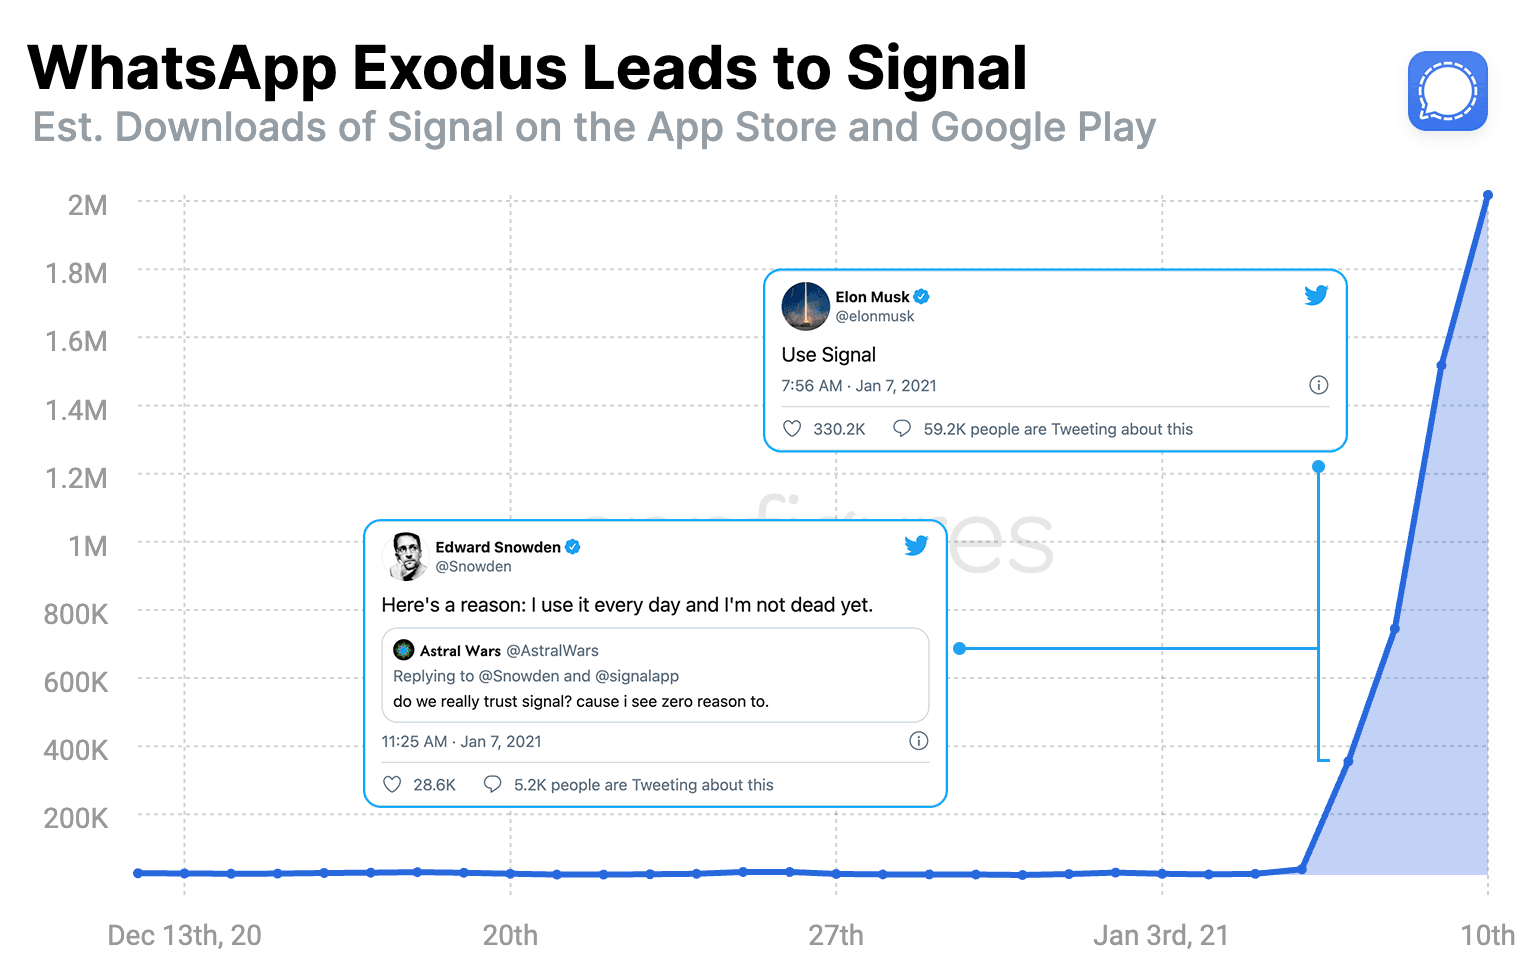 WhatsApp Exodus Leads to Signal
Est. Downloads of Signal on the App Store and Google Play
2M
1.8M
1.6M
1.4M
1.2M
1M
800K
600K
400K
200K
Elon Musk
@elonmusk
Use Signal
7:56 AM · Jan 7, 2021
330.2K 59.2K people are Tweeting about this
Edward Snowden
@Snowden
Here's a reason: I use it every day and I'm not dead yet.
Astral Wars @AstralWars
Replying to @Snowden and @signalapp
do we really trust signal? cause i see zero reason to.
11:25 AM · Jan 7, 2021
28.6K 5.2K people are Tweeting about this
Dec 13th, 20 20th 27th Jan 3rd, 21 10th